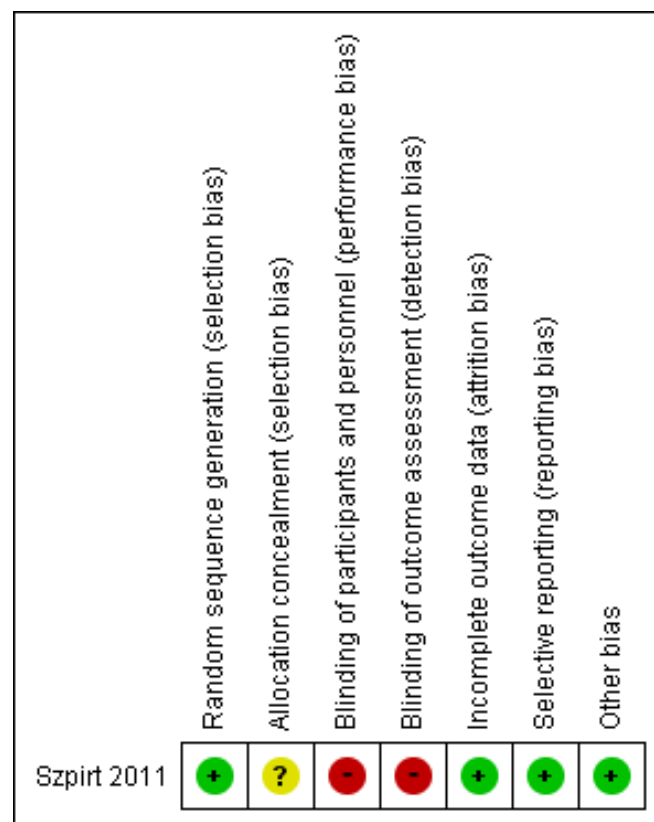 Random sequence generation (selection bias)
Allocation concealment (selection bias)
Blinding of participants and personnel (performance bias)
Blinding of outcome assessment (detection bias)
Incomplete outcome data (attrition bias)
Selective reporting (reporting bias)
Other bias
Szpirt 2011 + ? - - + + +